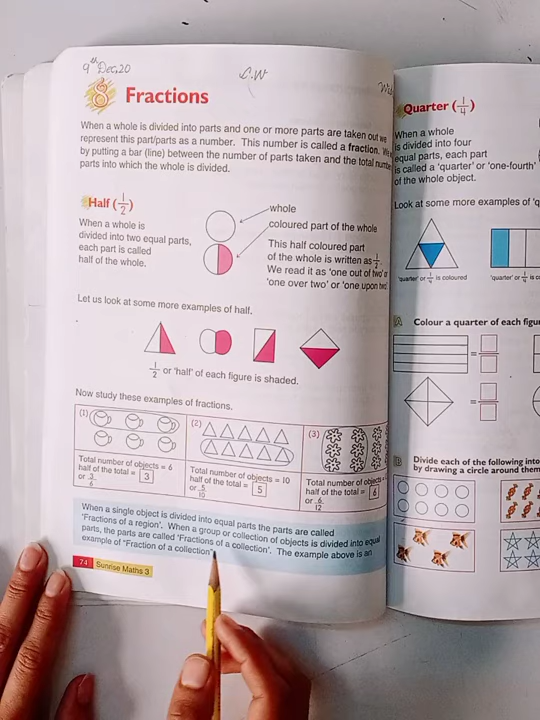 9th Dec, 20
C.W
8 Fractions
When a whole is divided into parts and one or more parts are taken out we
represent this part/parts as a number. This number is called a fraction.
by putting a bar (line) between the number of parts taken and the total number
parts into which the whole is divided.
Half (1/2)
When a whole is
divided into two equal parts,
each part is called
half of the whole.
whole
coloured part of the whole
This half coloured part
of the whole is written as 1/2.
We read it as 'one out of two' or
'one over two' or 'one upon two'.
Let us look at some more examples of half.
1/2 or 'half' of each figure is shaded.
Now study these examples of fractions.
(1)
Total number of objects = 6
half of the total = 3
or 3/6
(2)
Total number of objects = 10
half of the total = 5
or 5/10
(3)
Total number of objects
half of the total = 6
or 6/12
When a single object is divided into equal parts the parts are called
'Fractions of a region'. When a group or collection of objects is divided into equal
parts, the parts are called 'Fractions of a collection'. The example above is an
example of "Fraction of a collection"
74 Sunrise Maths 3
Quarter (1/4)
When a whole
is divided into four
equal parts, each part
is called a 'quarter' or 'one-fourth'
of the whole object.
Look at some more examples of
'quarter' or 1/4 is coloured
'quarter' or 1/4 is
A Colour a quarter of each
=
=
B Divide each of the following into
by drawing a circle around them